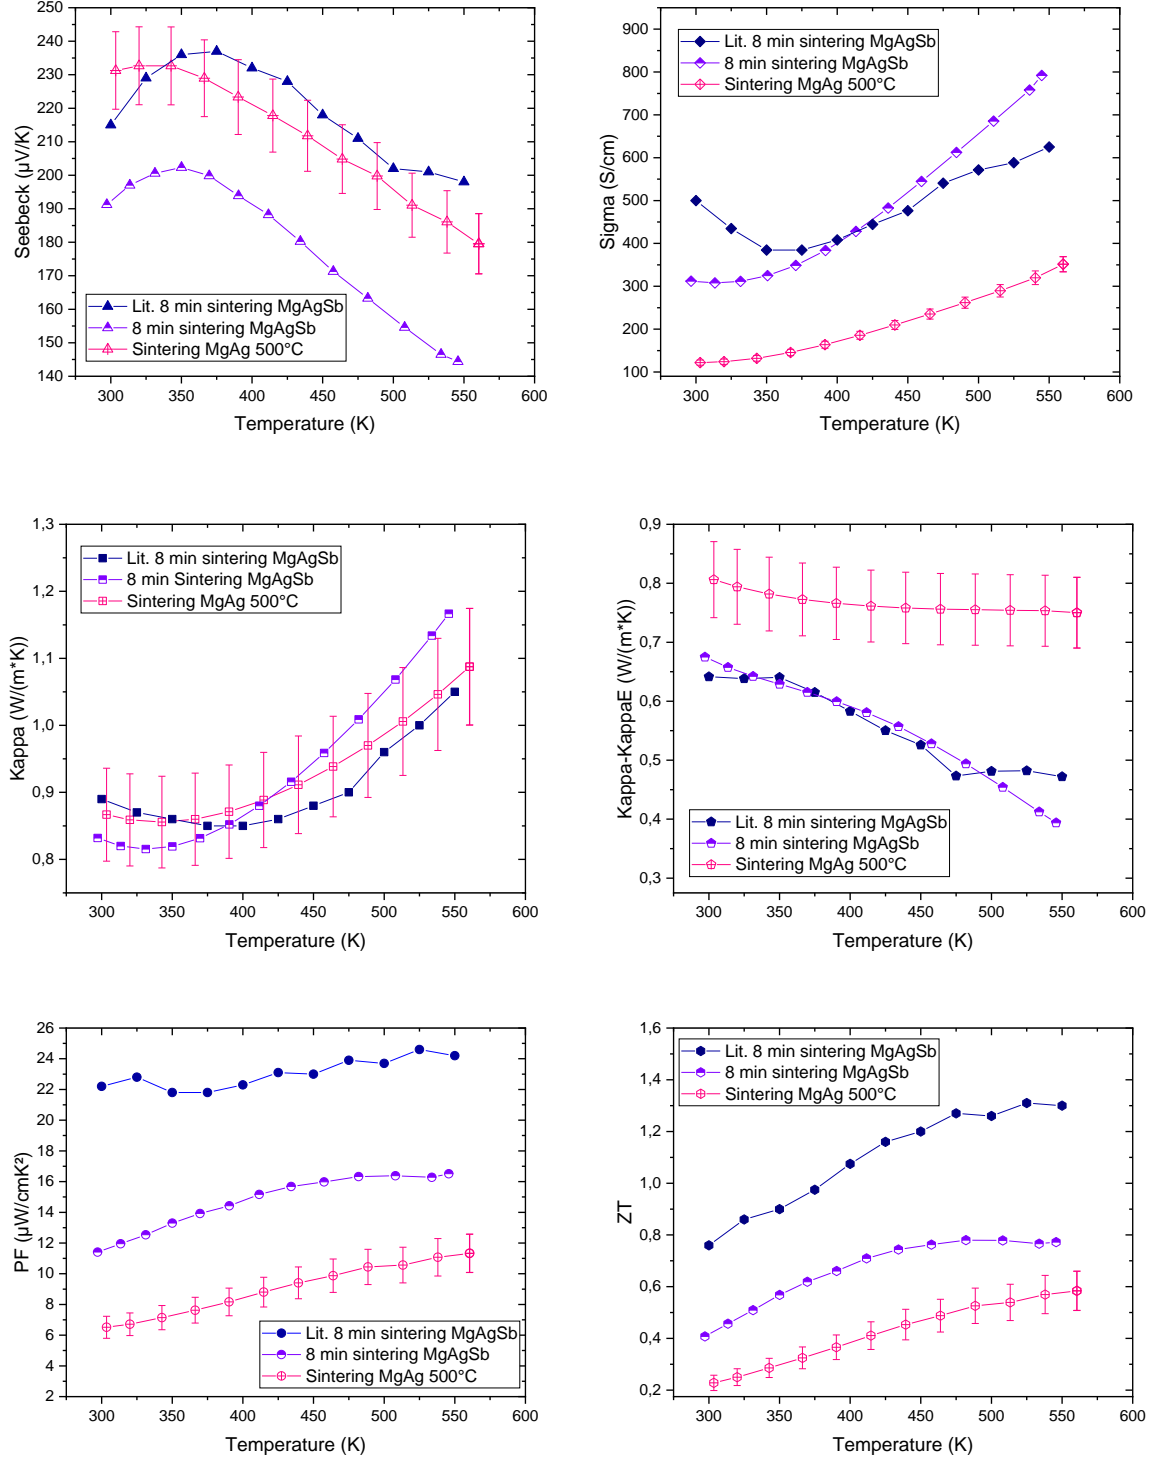 250
240
230
220
210
200
190
180
170
160
150
140
Seebeck (µV/K)
Lit. 8 min sintering MgAgSb
8 min sintering MgAgSb
Sintering MgAg 500°C
300 350 400 450 500 550 600
Temperature (K)
900
800
700
600
500
400
300
200
100
Sigma (S/cm)
Lit. 8 min sintering MgAgSb
8 min sintering MgAgSb
Sintering MgAg 500°C
300 350 400 450 500 550 600
Temperature (K)
1,3
1,2
1,1
1,0
0,9
0,8
Kappa (W/(m*K))
Lit. 8 min sintering MgAgSb
8 min Sintering MgAgSb
Sintering MgAg 500°C
300 350 400 450 500 550 600
Temperature (K)
0,9
0,8
0,7
0,6
0,5
0,4
0,3
Kappa-KappaE (W/(m*K))
Lit. 8 min sintering MgAgSb
8 min sintering MgAgSb
Sintering MgAg 500°C
300 350 400 450 500 550 600
Temperature (K)
26
24
22
20
18
16
14
12
10
8
6
4
2
PF (µW/cmK²)
Lit. 8 min sintering MgAgSb
8 min sintering MgAgSb
Sintering MgAg 500°C
300 350 400 450 500 550 600
Temperature (K)
1,6
1,4
1,2
1,0
0,8
0,6
0,4
0,2
ZT
Lit. 8 min sintering MgAgSb
8 min sintering MgAgSb
Sintering MgAg 500°C
300 350 400 450 500 550 600
Temperature (K)